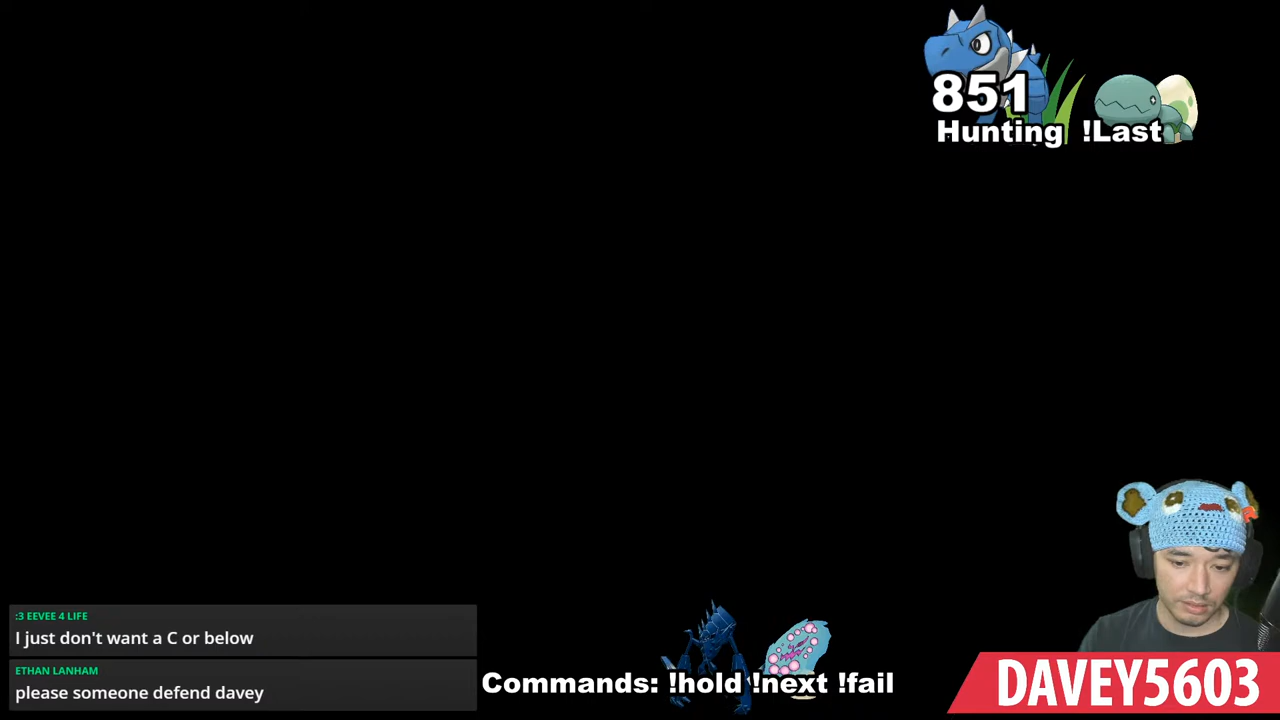 851
Hunting !Last
:3 EEVEE 4 LIFE
I just don't want a C or below
ETHAN LANHAM
please someone defend davey
Commands: !hold !next !fail
DAVEY5603